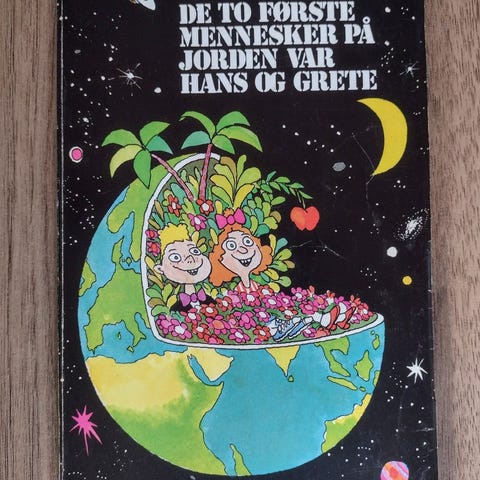 DE TO FØRSTE
MENNESKER PÅ
JORDEN VAR
HANS OG GRETE